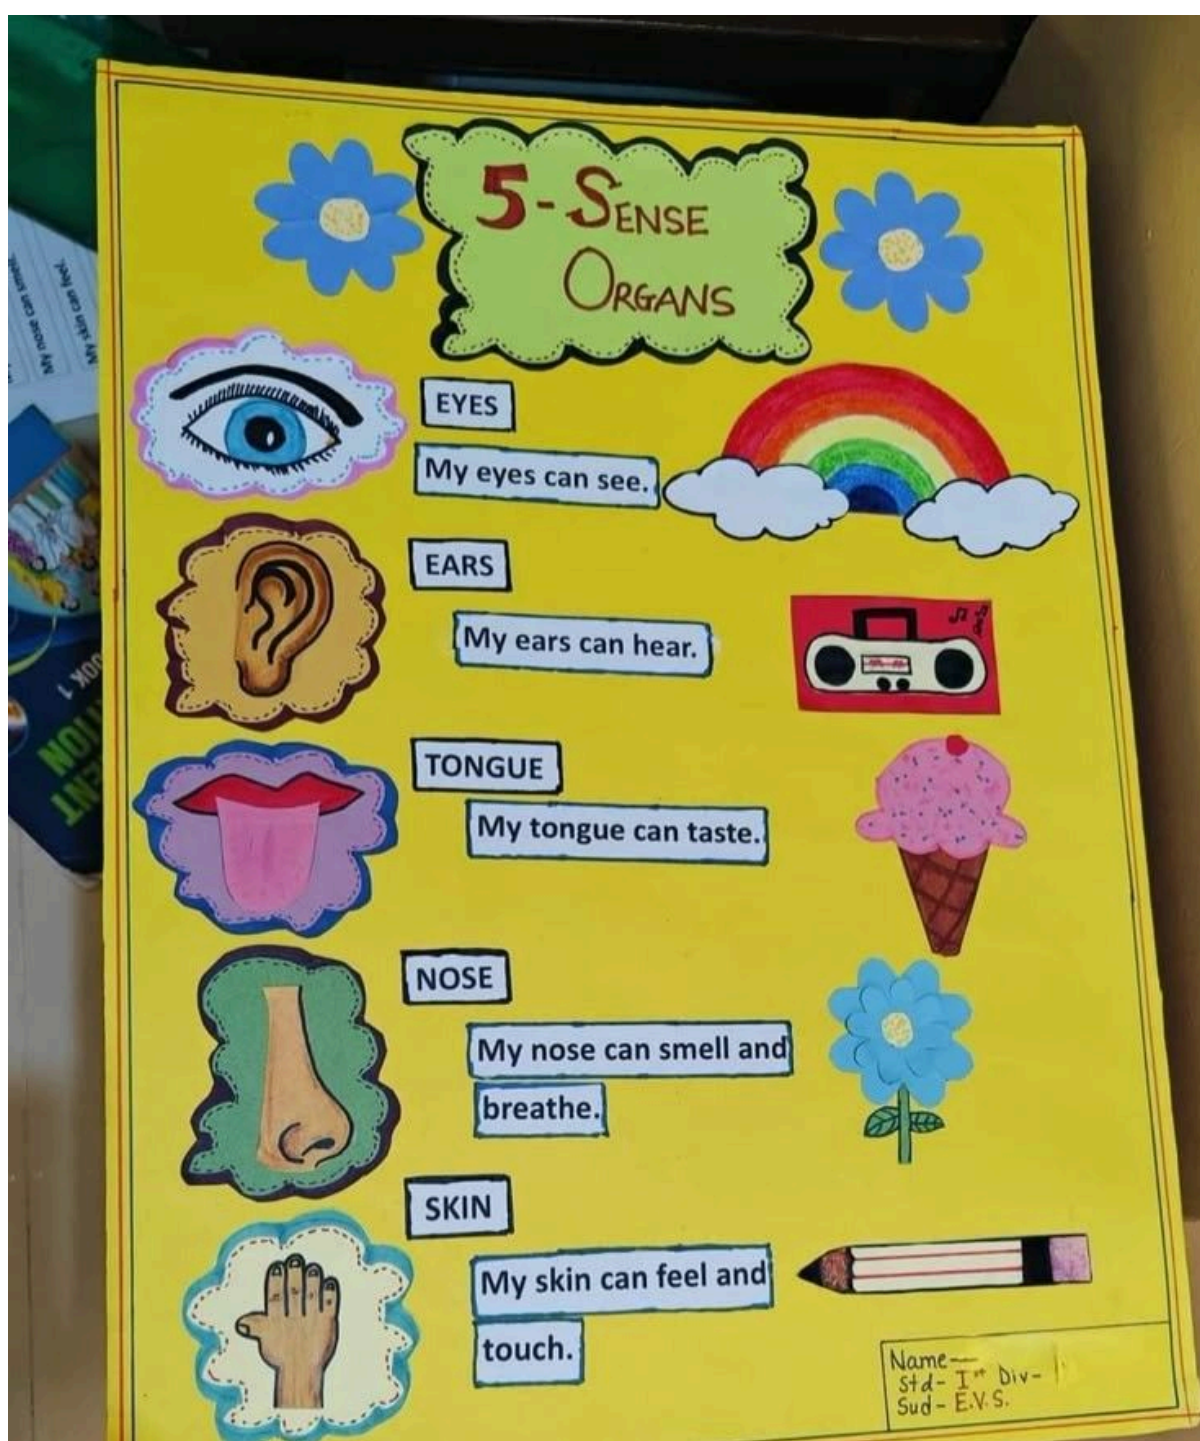 5-SENSE
ORGANS
EYES
My eyes can see.
EARS
My ears can hear.
TONGUE
My tongue can taste.
NOSE
My nose can smell and
breathe.
SKIN
My skin can feel and
touch.
Name-
Std- Ist Div-
Sud- E.V.S.
My nose can smell.
My skin can feel.
OOK 1